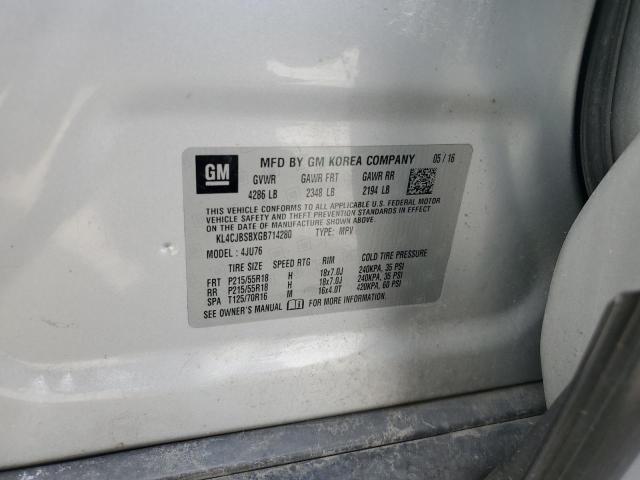 GM
MFD BY GM KOREA COMPANY 05/16
GVWR GAWR FRT GAWR RR
4286 LB 2348 LB 2194 LB
THIS VEHICLE CONFORMS TO ALL APPLICABLE U.S. FEDERAL MOTOR
VEHICLE SAFETY AND THEFT PREVENTION STANDARDS IN EFFECT
ON THE DATE OF MANUFACTURE SHOWN ABOVE.
KL4CJBSBXGB714280 TYPE: MPV
MODEL: 4JU76
TIRE SIZE SPEED RTG RIM COLD TIRE PRESSURE
FRT P215/55R18 H 18x7.0J 240KPA, 35 PSI
RR P215/55R18 H 18x7.0J 240KPA, 35 PSI
SPA T125/70R16 M 16x4.0T 420KPA, 60 PSI
SEE OWNER'S MANUAL FOR MORE INFORMATION